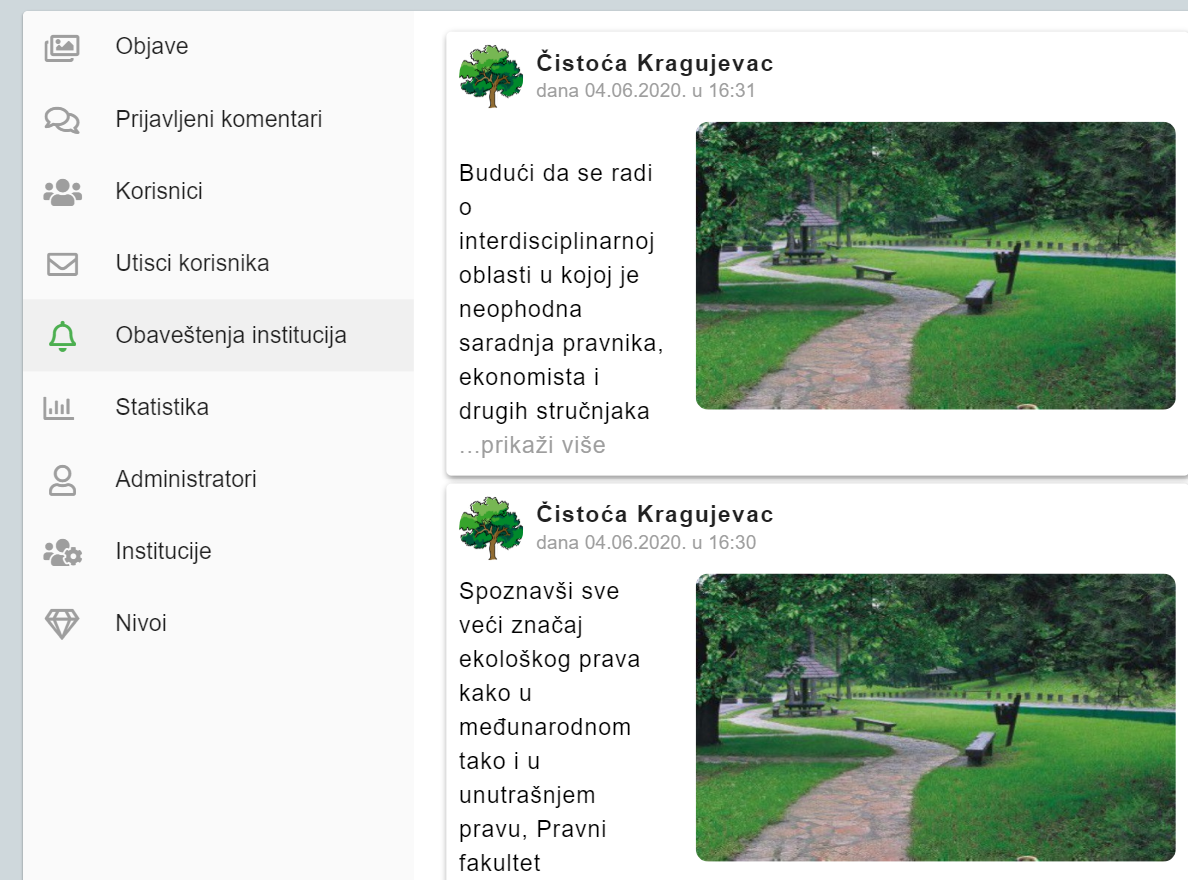 Objave
Prijavljeni komentari
Korisnici
Utisci korisnika
Obaveštenja institucija
Statistika
Administratori
Institucije
Nivoi
Čistoća Kragujevac
dana 04.06.2020. u 16:31
Budući da se radi
o
interdisciplinarnoj
oblasti u kojoj je
neophodna
saradnja pravnika,
ekonomista i
drugih stručnjaka
...prikaži više
Čistoća Kragujevac
dana 04.06.2020. u 16:30
Spoznavši sve
veći značaj
ekološkog prava
kako u
međunarodnom
tako i u
unutrašnjem
pravu, Pravni
fakultet